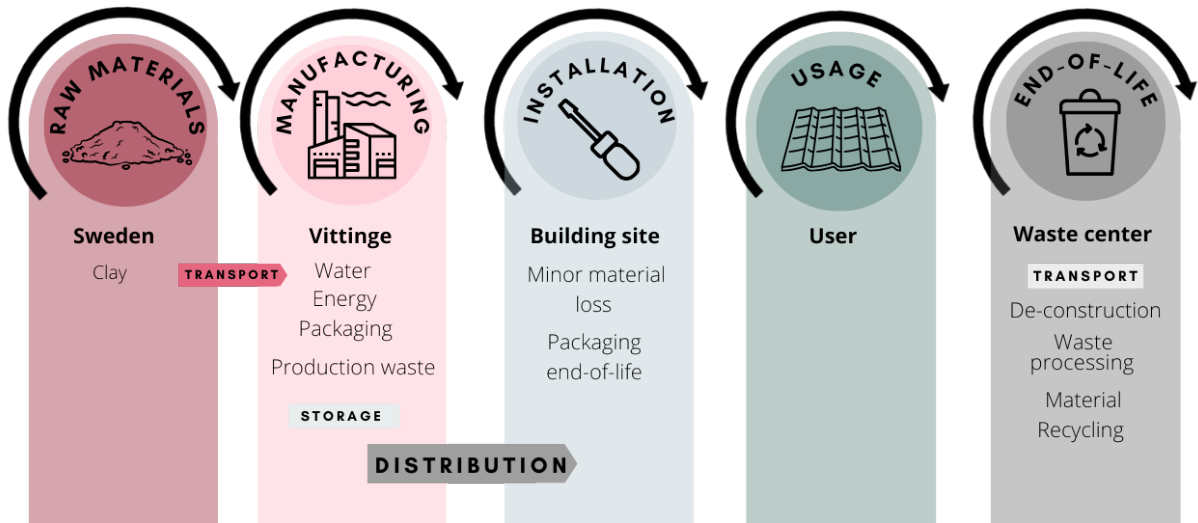 RAW MATERIALS
Sweden
Clay
TRANSPORT
MANUFACTURING
Vittinge
Water
Energy
Packaging
Production waste
STORAGE
DISTRIBUTION
INSTALLATION
Building site
Minor material
loss
Packaging
end-of-life
USAGE
User
END-OF-LIFE
Waste center
TRANSPORT
De-construction
Waste
processing
Material
Recycling